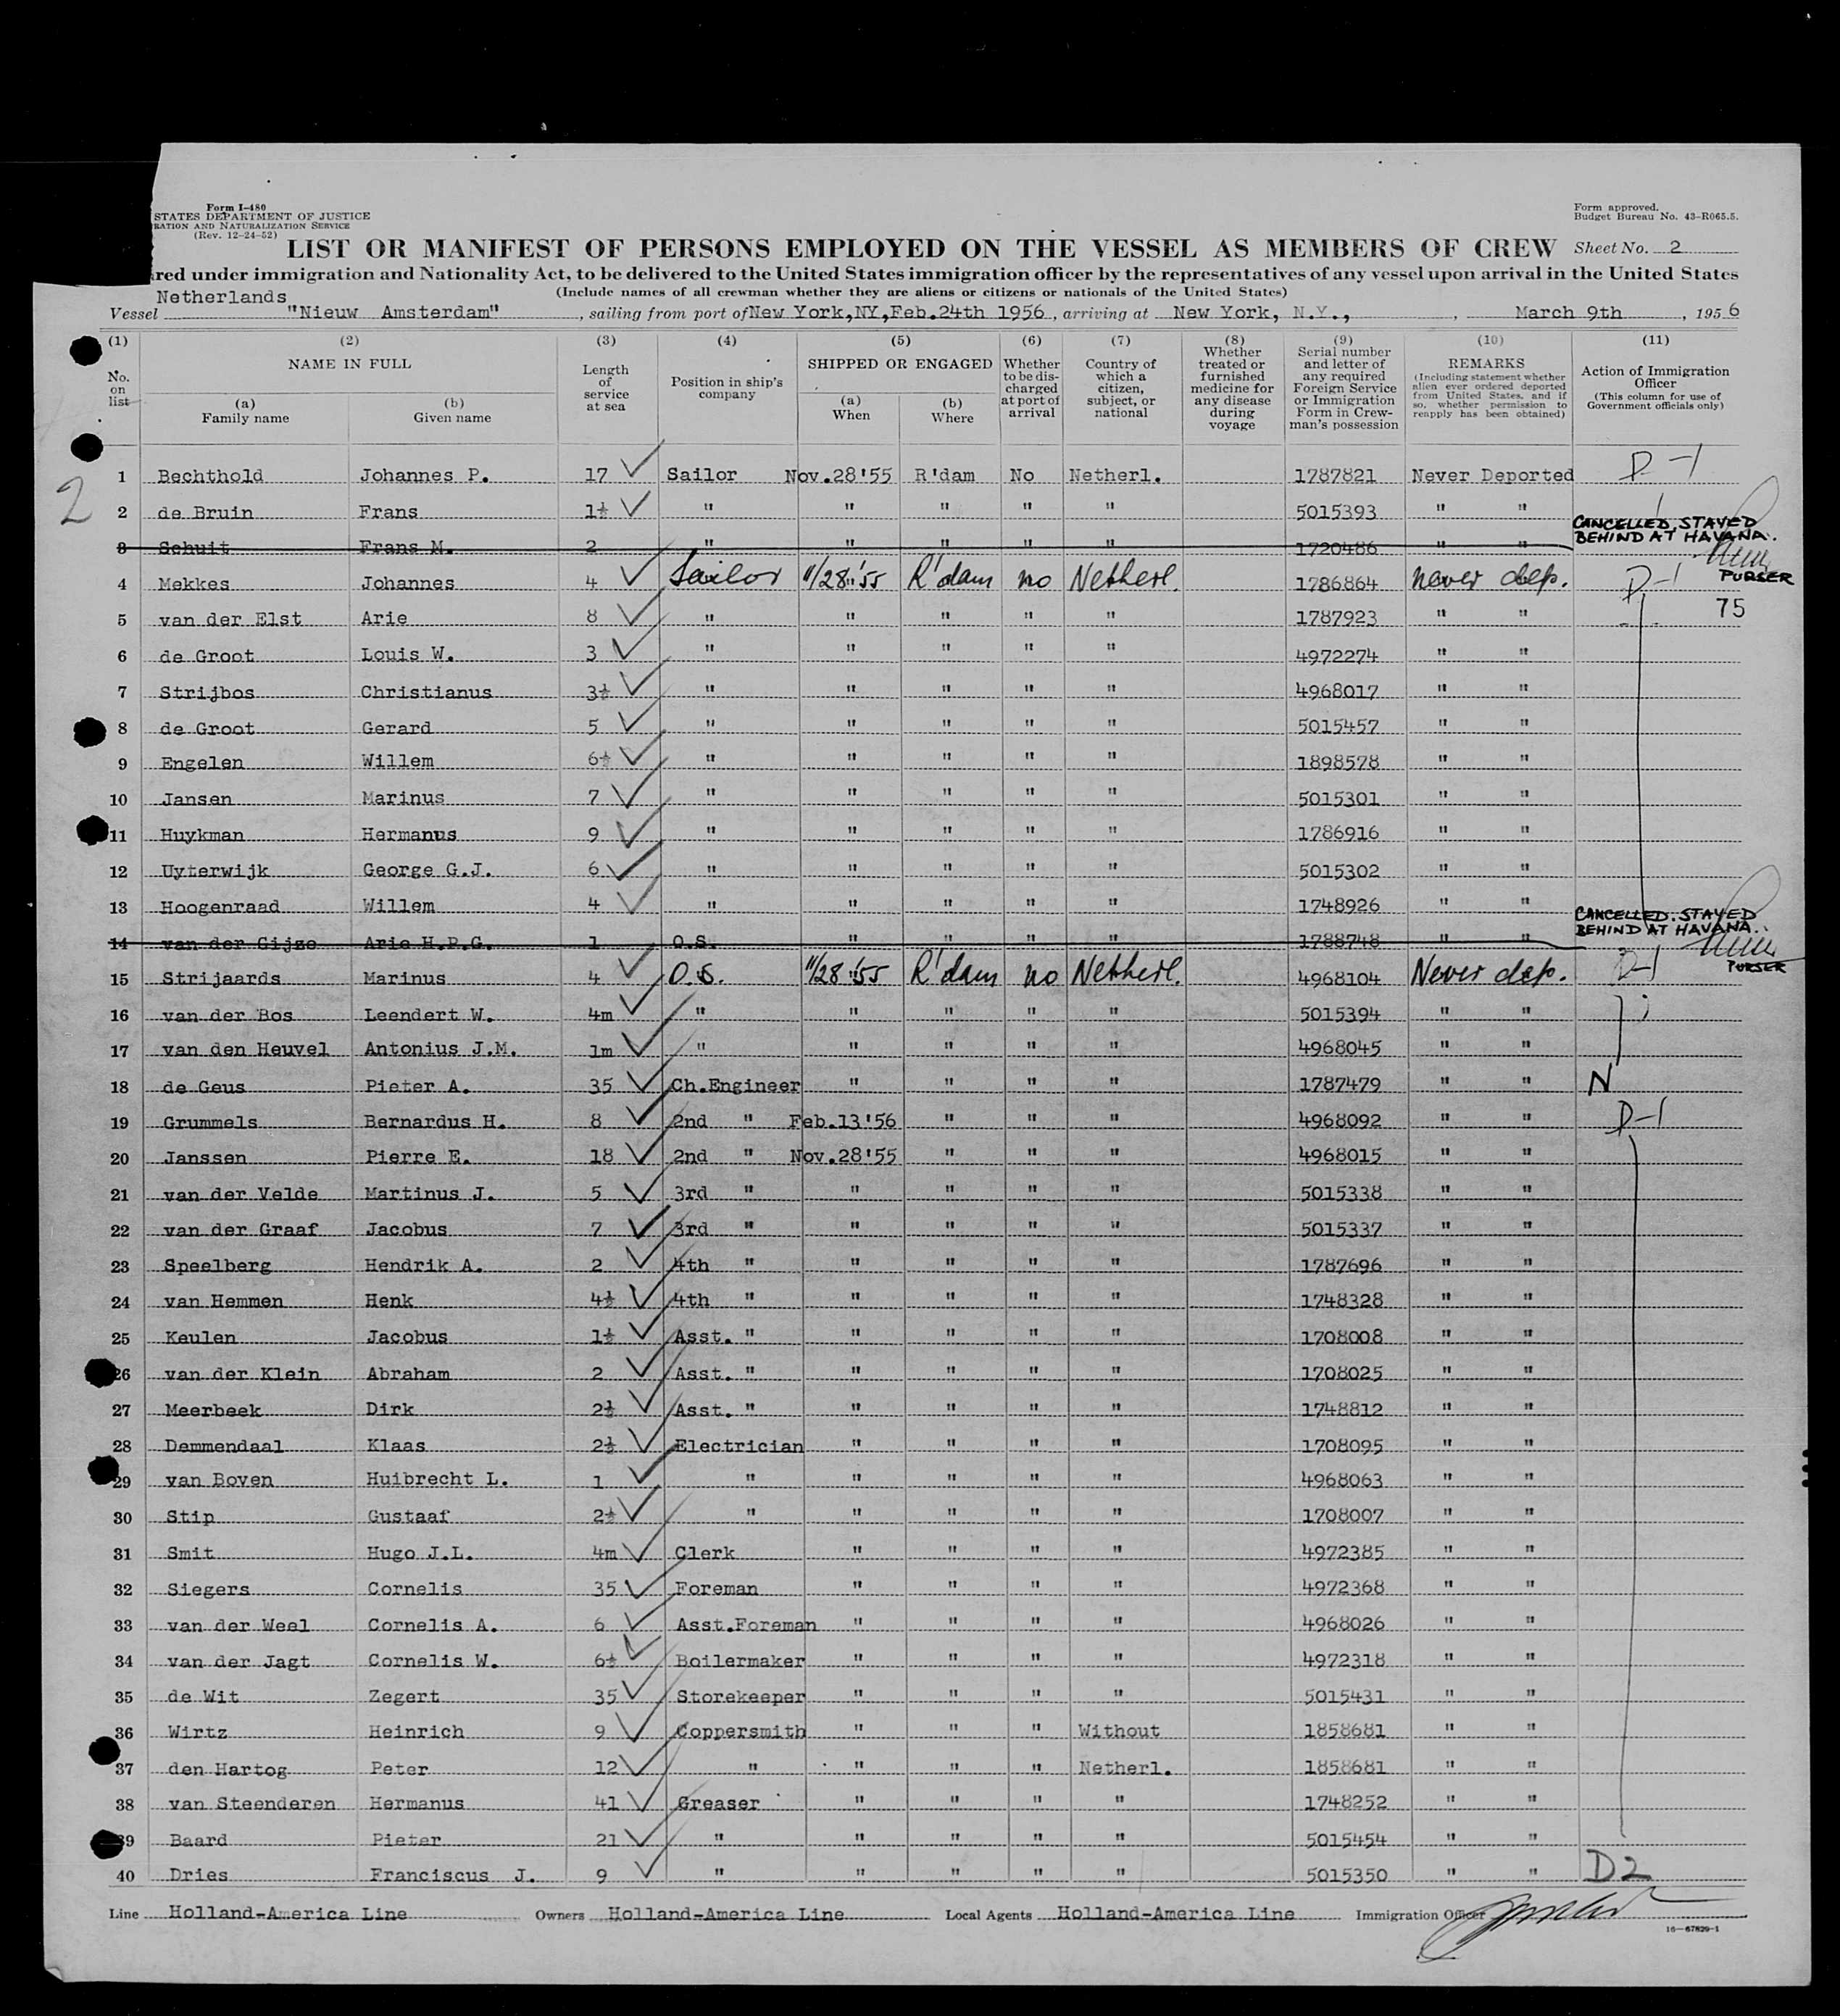 Form I-480
STATES DEPARTMENT OF JUSTICE
RATION AND NATURALIZATION SERVICE
(Rev. 12-24-52)
Form approved.
Budget Bureau No. 43-R065.5.
LIST OR MANIFEST OF PERSONS EMPLOYED ON THE VESSEL AS MEMBERS OF CREW Sheet No. 2
red under immigration and Nationality Act, to be delivered to the United States immigration officer by the representatives of any vessel upon arrival in the United States
(Include names of all crewman whether they are aliens or citizens or nationals of the United States)
Netherlands
Vessel "Nieuw Amsterdam", sailing from port of New York,NY,Feb.24th 1956, arriving at New York, N.Y., , March 9th, 1956
(1) (2) (3) (4) (5) (6) (7) (8) (9) (10) (11)
No. on list NAME IN FULL (a) Family name (b) Given name Length of service at sea Position in ship's company SHIPPED OR ENGAGED (a) When (b) Where Whether to be discharged at port of arrival Country of which a citizen, subject, or national Whether treated or furnished medicine for any disease during voyage Serial number and letter of any required Foreign Service or Immigration Form in Crewman's possession REMARKS (Including statement whether alien ever ordered deported from United States, and if so, whether permission to reapply has been obtained) Action of Immigration Officer (This column for use of Government officials only)
2
1 Bechthold Johannes P. 17 Sailor Nov.28'55 R'dam No Netherl. 1787821 Never Deported D-1
2 de Bruin Frans 1½ " " " " " 5015393 " "
CANCELLED, STAYED BEHIND AT HAVANA. PURSER
3 Schuit Frans M. 2 " " " " " 1720486 " "
4 Mekkes Johannes 4 Sailor 11/28'55 R'dam no Netherl. 1786864 never dep. D-1
75
5 van der Elst Arie 8 " " " " " 1787923 " "
6 de Groot Louis W. 3 " " " " " 4972274 " "
7 Strijbos Christianus 3½ " " " " " 4968017 " "
8 de Groot Gerard 5 " " " " " 5015457 " "
9 Engelen Willem 6½ " " " " " 1898578 " "
10 Jansen Marinus 7 " " " " " 5015301 " "
11 Huykman Hermanus 9 " " " " " 1786916 " "
12 Uyterwijk George G.J. 6 " " " " " 5015302 " "
13 Hoogenraad Willem 4 " " " " " 1748926 " "
CANCELLED. STAYED BEHIND AT HAVANA. PURSER
14 van der Gijze Arie H.P.G. 1 O.S. " " " " 1788748 " "
15 Strijaards Marinus 4 O.S. 11/28'55 R'dam no Netherl. 4968104 Never dep. D-1
16 van der Bos Leendert W. 4m " " " " " 5015394 " "
17 van den Heuvel Antonius J.M. 1m " " " " " 4968045 " "
18 de Geus Pieter A. 35 Ch.Engineer " " " " 1787479 " " N
19 Grummels Bernardus H. 8 2nd " Feb.13'56 " " " 4968092 " " D-1
20 Janssen Pierre E. 18 2nd " Nov.28'55 " " " 4968015 " "
21 van der Velde Martinus J. 5 3rd " " " " " 5015338 " "
22 van der Graaf Jacobus 7 3rd " " " " " 5015337 " "
23 Speelberg Hendrik A. 2 4th " " " " " 1787696 " "
24 van Hemmen Henk 4½ 4th " " " " " 1748328 " "
25 Keulen Jacobus 1½ Asst. " " " " " 1708008 " "
26 van der Klein Abraham 2 Asst. " " " " " 1708025 " "
27 Meerbeek Dirk 2½ Asst. " " " " " 1748812 " "
28 Demmendaal Klaas 2½ Electrician " " " " 1708095 " "
29 van Boven Huibrecht L. 1 " " " " " 4968063 " "
30 Stip Gustaaf 2½ " " " " " 1708007 " "
31 Smit Hugo J.L. 4m Clerk " " " " 4972385 " "
32 Siegers Cornelis 35 Foreman " " " " 4972368 " "
33 van der Weel Cornelis A. 6 Asst.Foreman " " " " 4968026 " "
34 van der Jagt Cornelis W. 6½ Boilermaker " " " " 4972318 " "
35 de Wit Zegert 35 Storekeeper " " " " 5015431 " "
36 Wirtz Heinrich 9 Coppersmith " " " Without 1858681 " "
37 den Hartog Peter 12 " " " " Netherl. 1858681 " "
38 van Steenderen Hermanus 41 Greaser " " " " 1748252 " "
39 Baard Pieter 21 " " " " " 5015454 " "
40 Dries Franciscus J. 9 " " " " " 5015350 " " D2
Line Holland-America Line Owners Holland-America Line Local Agents Holland-America Line Immigration Officer
16-67829-1